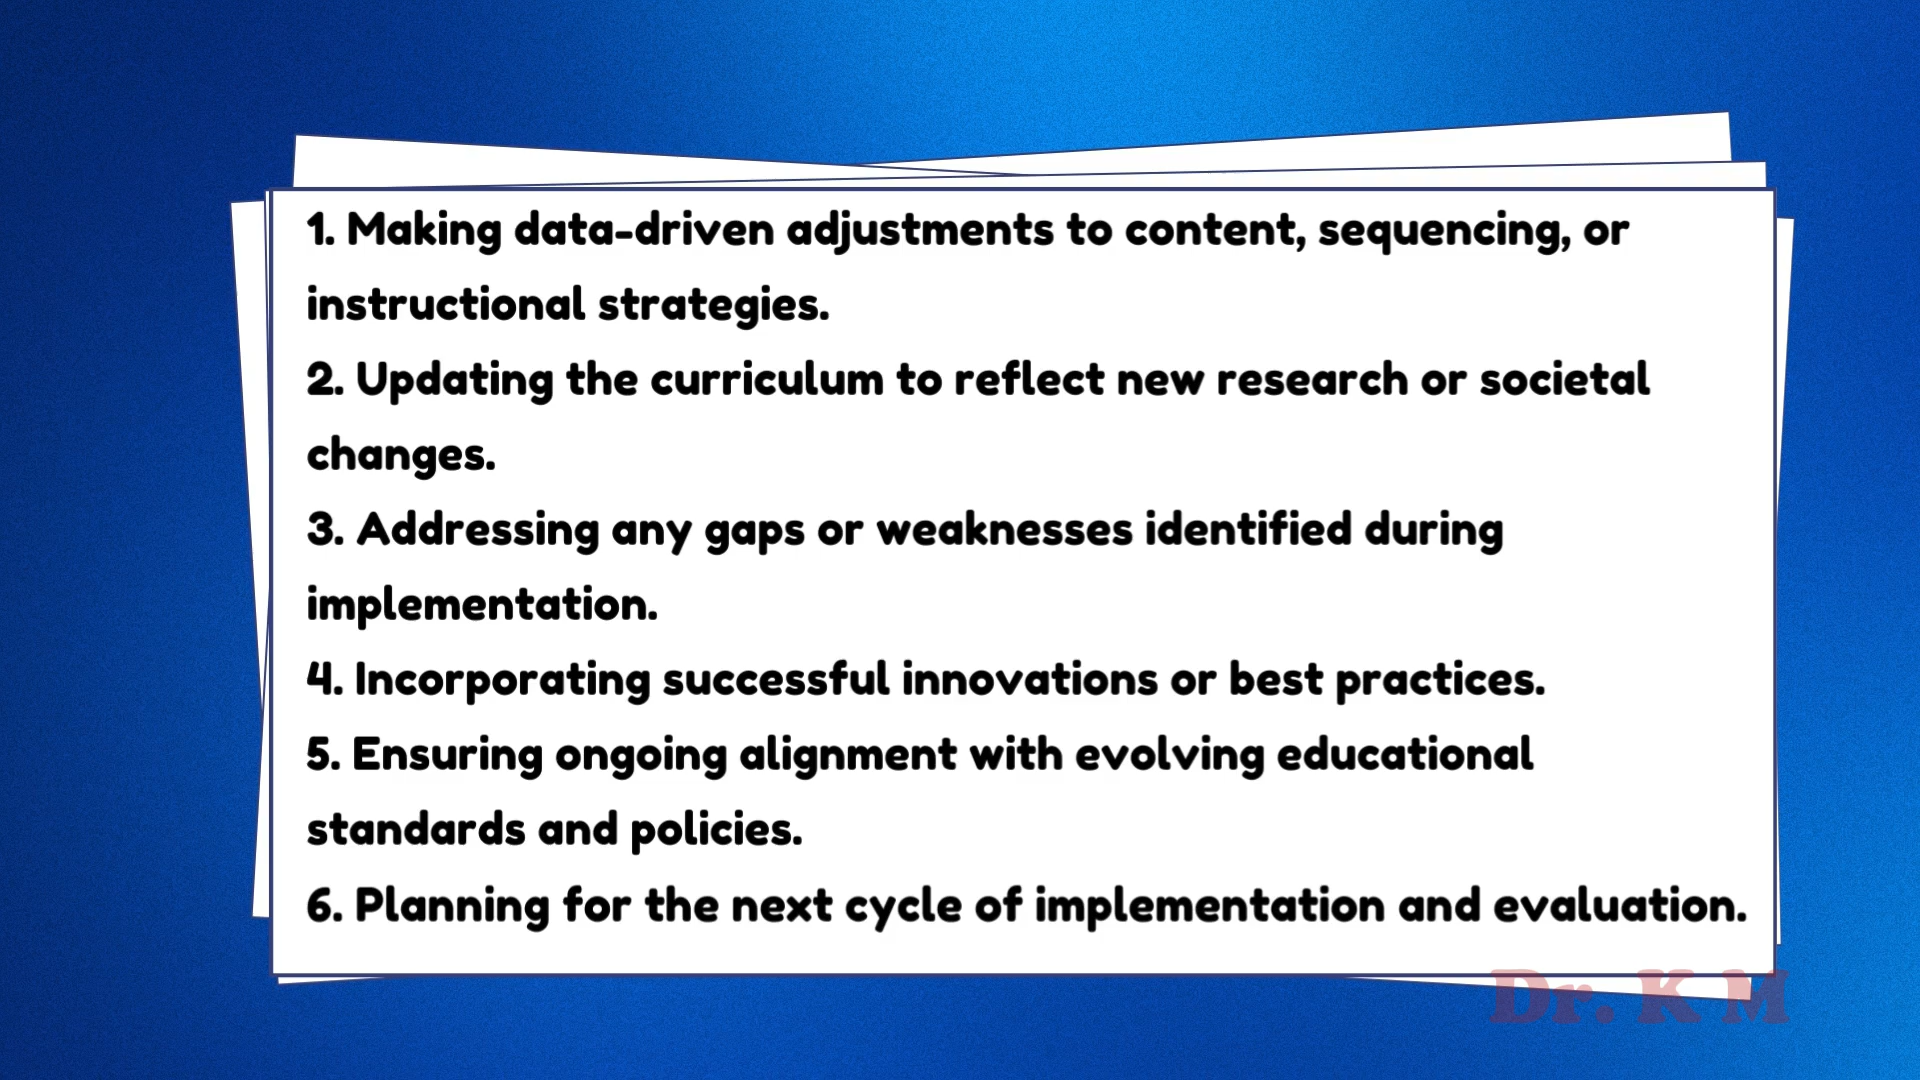 1. Making data-driven adjustments to content, sequencing, or
instructional strategies.
2. Updating the curriculum to reflect new research or societal
changes.
3. Addressing any gaps or weaknesses identified during
implementation.
4. Incorporating successful innovations or best practices.
5. Ensuring ongoing alignment with evolving educational
standards and policies.
6. Planning for the next cycle of implementation and evaluation.
Dr. K M